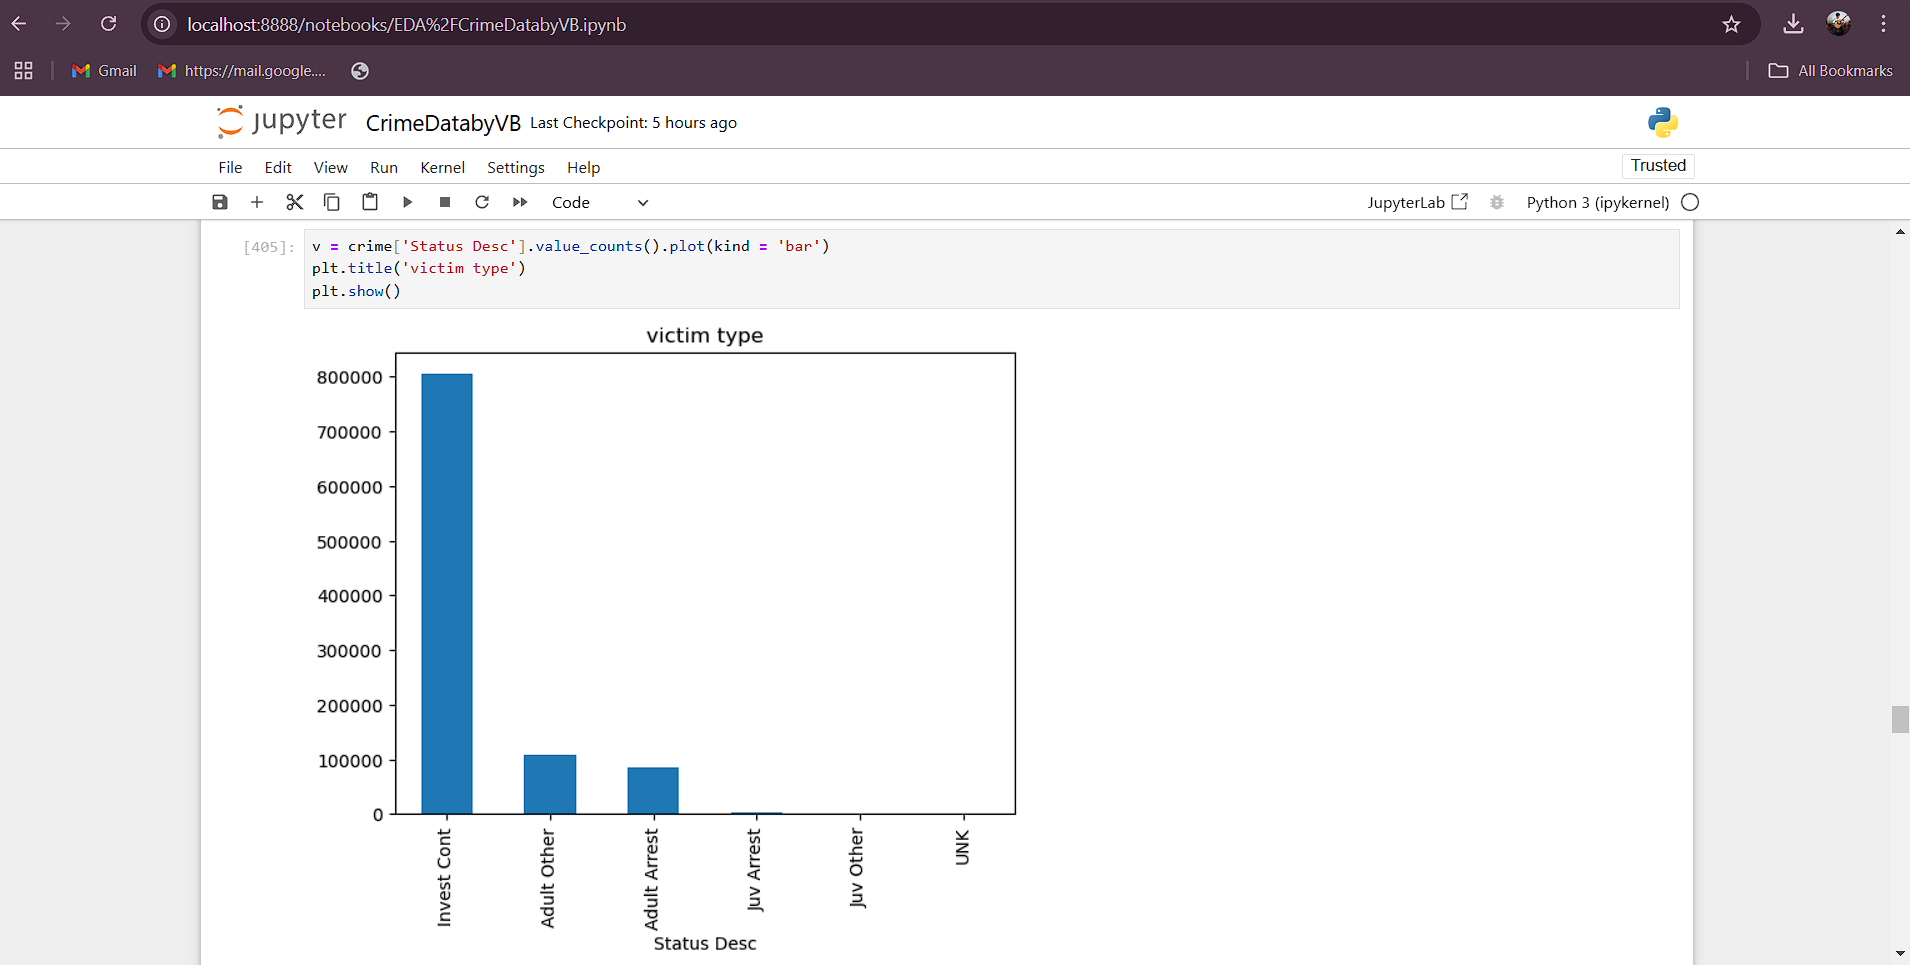 localhost:8888/notebooks/EDA%2FCrimeDatabyVB.ipynb
Gmail
https://mail.google....
All Bookmarks
jupyter CrimeDatabyVB Last Checkpoint: 5 hours ago
File Edit View Run Kernel Settings Help
Trusted
Code
JupyterLab
Python 3 (ipykernel)
[405]: v = crime['Status Desc'].value_counts().plot(kind = 'bar')
plt.title('victim type')
plt.show()
victim type
800000
700000
600000
500000
400000
300000
200000
100000
0
Invest Cont
Adult Other
Adult Arrest
Juv Arrest
Juv Other
UNK
Status Desc